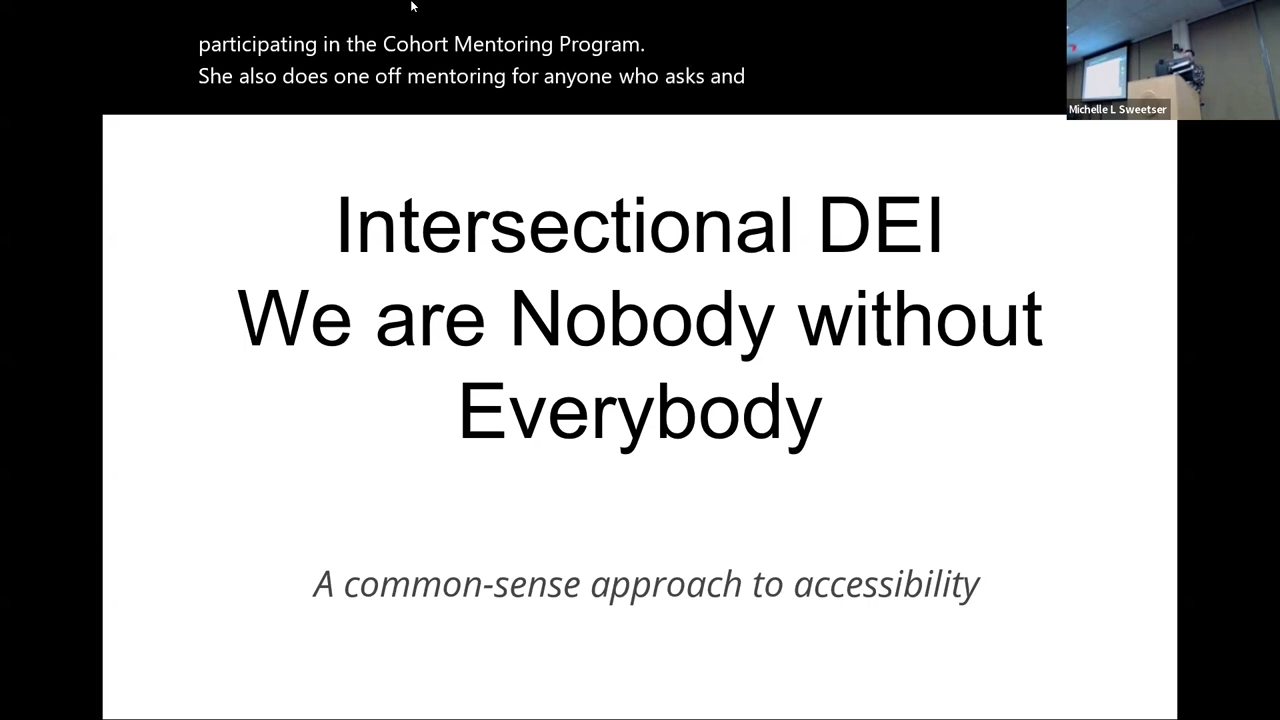 participating in the Cohort Mentoring Program.
She also does one off mentoring for anyone who asks and
Michelle L Sweetser
Intersectional DEI
We are Nobody without
Everybody
A common-sense approach to accessibility